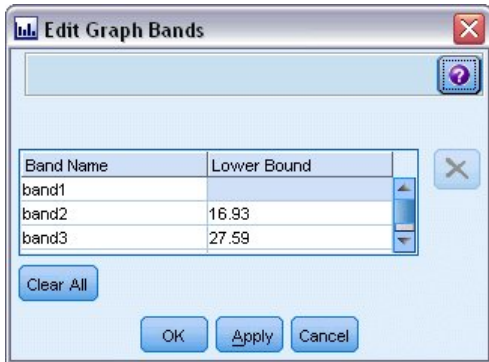 Edit Graph Bands
Band Name Lower Bound
band1
band2 16.93
band3 27.59
Clear All
OK Apply Cancel